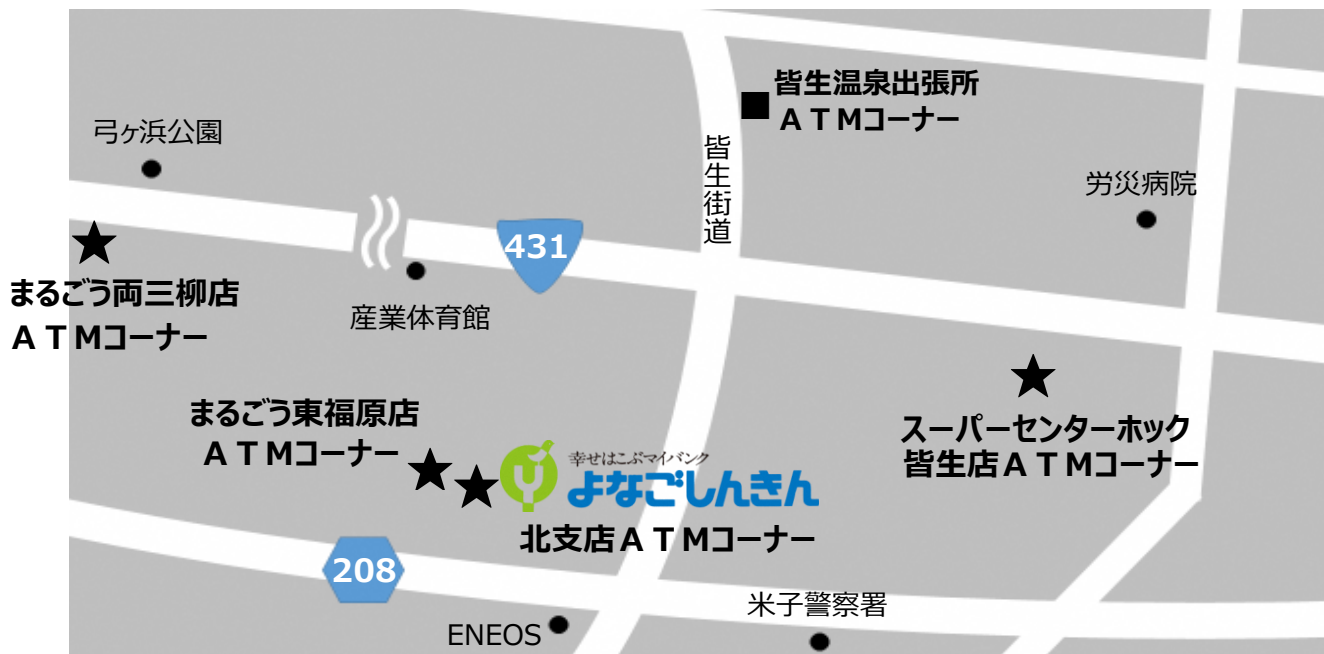 皆生温泉出張所
ＡＴＭコーナー
弓ヶ浜公園
皆生街道
労災病院
431
まるごう両三柳店
ＡＴＭコーナー
産業体育館
まるごう東福原店
ＡＴＭコーナー
スーパーセンターホック
皆生店ＡＴＭコーナー
幸せはこぶマイバンク
よなごしんきん
北支店ＡＴＭコーナー
208
米子警察署
ENEOS